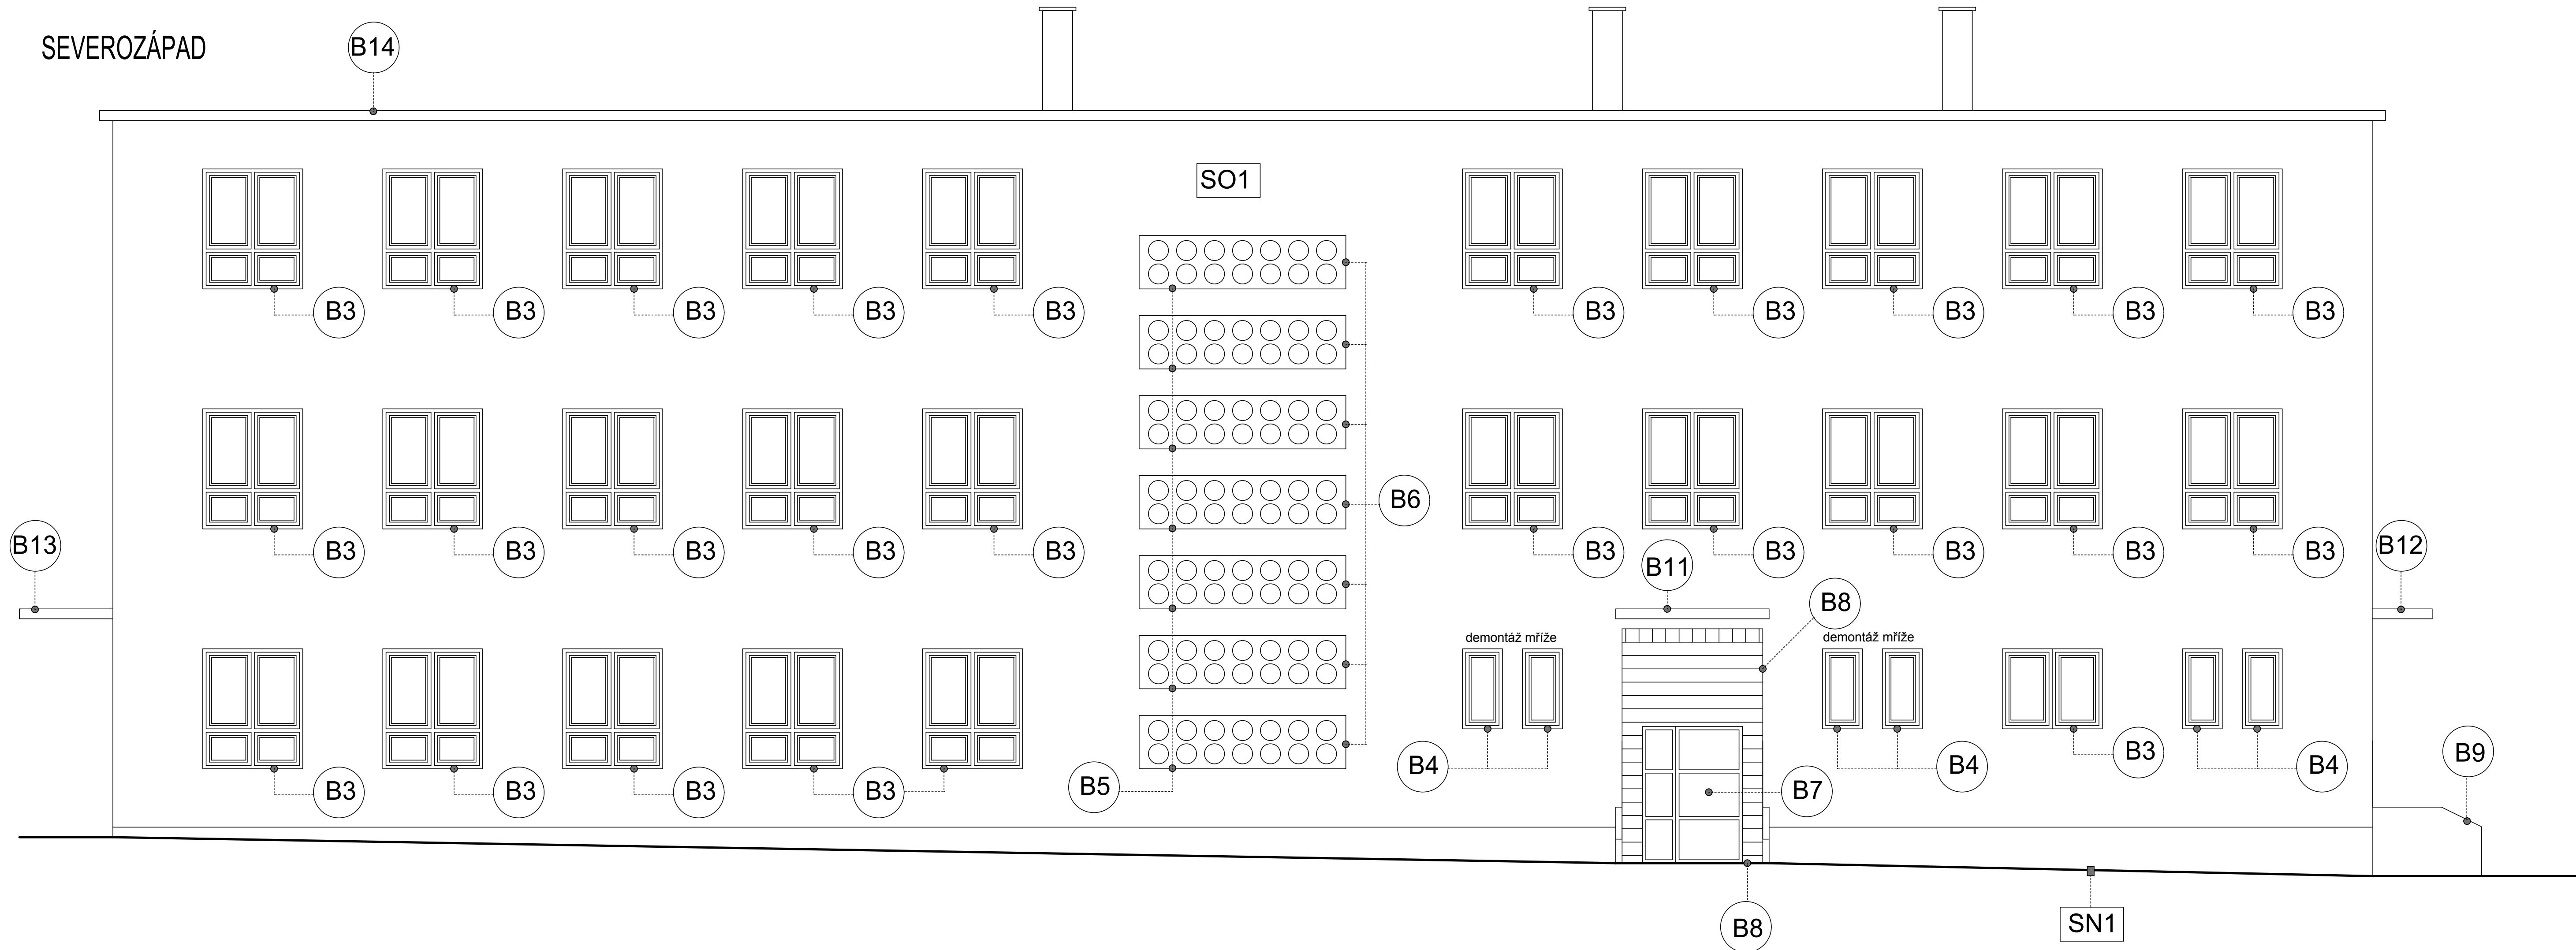 SEVEROZÁPAD
B14
SO1
B3 B3 B3 B3 B3 B3 B3 B3 B3 B3
B6
B13
B3 B3 B3 B3 B3 B3 B3 B3 B3 B3
B12
B11
B8
demontáž mříže
demontáž mříže
B3 B3 B3 B3
B5
B4
B7
B4
B3
B4
B9
B8
SN1